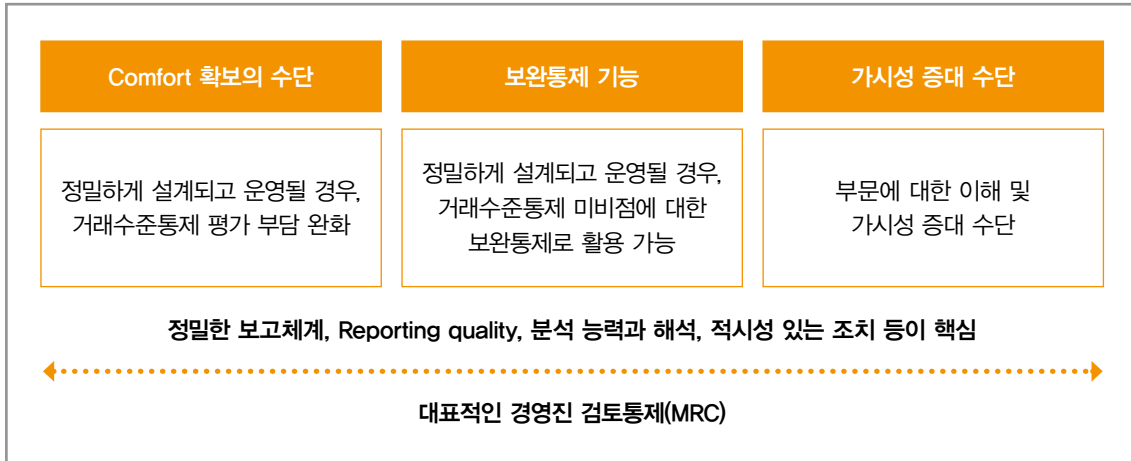 Comfort 확보의 수단
보완통제 기능
가시성 증대 수단
정밀하게 설계되고 운영될 경우,
거래수준통제 평가 부담 완화
정밀하게 설계되고 운영될 경우,
거래수준통제 미비점에 대한
보완통제로 활용 가능
부문에 대한 이해 및
가시성 증대 수단
정밀한 보고체계, Reporting quality, 분석 능력과 해석, 적시성 있는 조치 등이 핵심
대표적인 경영진 검토통제(MRC)